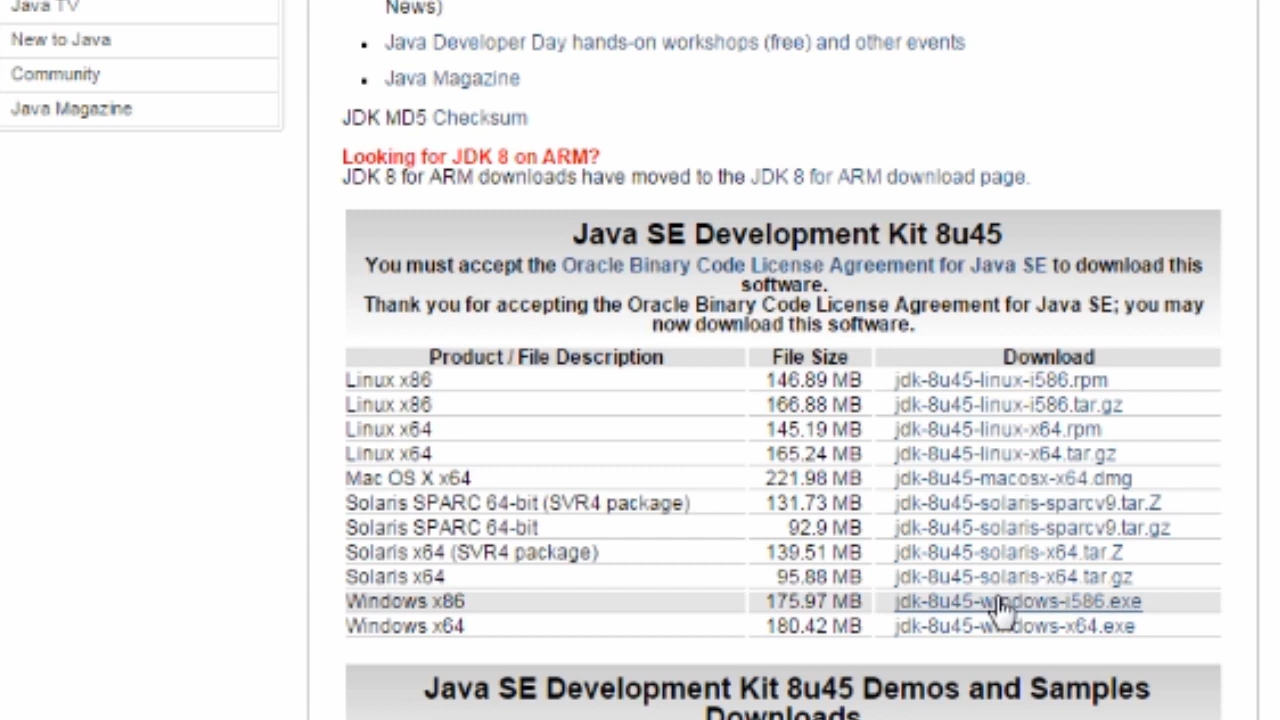 Java TV
New to Java
Community
Java Magazine
News)
• Java Developer Day hands-on workshops (free) and other events
• Java Magazine
JDK MD5 Checksum
Looking for JDK 8 on ARM?
JDK 8 for ARM downloads have moved to the JDK 8 for ARM download page.
Java SE Development Kit 8u45
You must accept the Oracle Binary Code License Agreement for Java SE to download this
software.
Thank you for accepting the Oracle Binary Code License Agreement for Java SE; you may
now download this software.
Product / File Description File Size Download
Linux x86 146.89 MB jdk-8u45-linux-i586.rpm
Linux x86 166.88 MB jdk-8u45-linux-i586.tar.gz
Linux x64 145.19 MB jdk-8u45-linux-x64.rpm
Linux x64 165.24 MB jdk-8u45-linux-x64.tar.gz
Mac OS X x64 221.98 MB jdk-8u45-macosx-x64.dmg
Solaris SPARC 64-bit (SVR4 package) 131.73 MB jdk-8u45-solaris-sparcv9.tar.Z
Solaris SPARC 64-bit 92.9 MB jdk-8u45-solaris-sparcv9.tar.gz
Solaris x64 (SVR4 package) 139.51 MB jdk-8u45-solaris-x64.tar.Z
Solaris x64 95.88 MB jdk-8u45-solaris-x64.tar.gz
Windows x86 175.97 MB jdk-8u45-windows-i586.exe
Windows x64 180.42 MB jdk-8u45-windows-x64.exe
Java SE Development Kit 8u45 Demos and Samples
Downloads